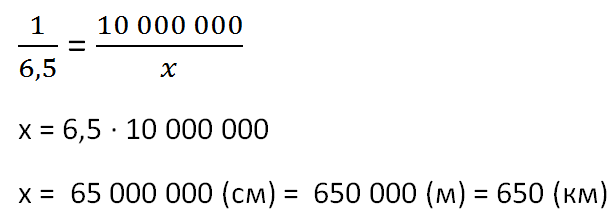 1/6,5 = 10 000 000/x
x = 6,5 · 10 000 000
x = 65 000 000 (см) = 650 000 (м) = 650 (км)